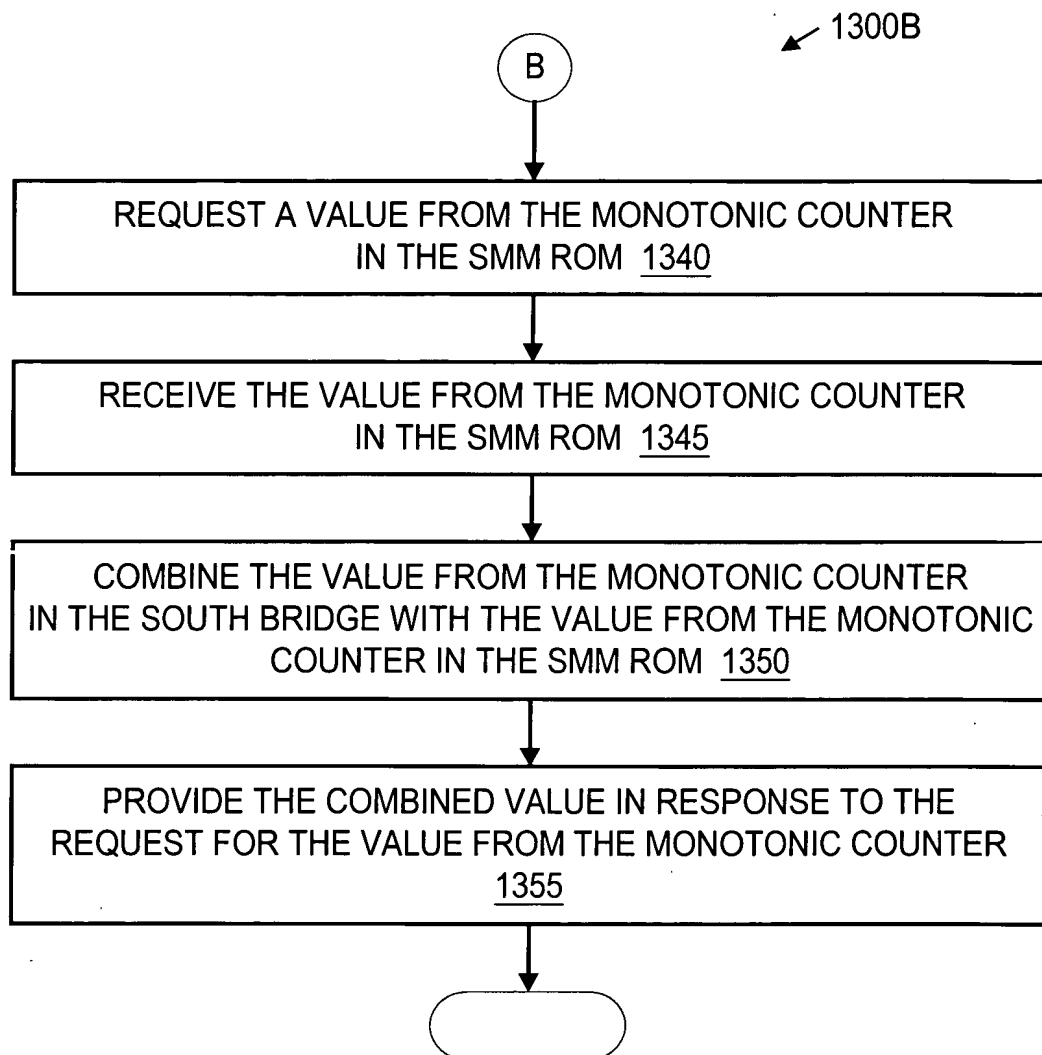 1300B
B
REQUEST A VALUE FROM THE MONOTONIC COUNTER
IN THE SMM ROM 1340
RECEIVE THE VALUE FROM THE MONOTONIC COUNTER
IN THE SMM ROM 1345
COMBINE THE VALUE FROM THE MONOTONIC COUNTER
IN THE SOUTH BRIDGE WITH THE VALUE FROM THE MONOTONIC
COUNTER IN THE SMM ROM 1350
PROVIDE THE COMBINED VALUE IN RESPONSE TO THE
REQUEST FOR THE VALUE FROM THE MONOTONIC COUNTER
1355